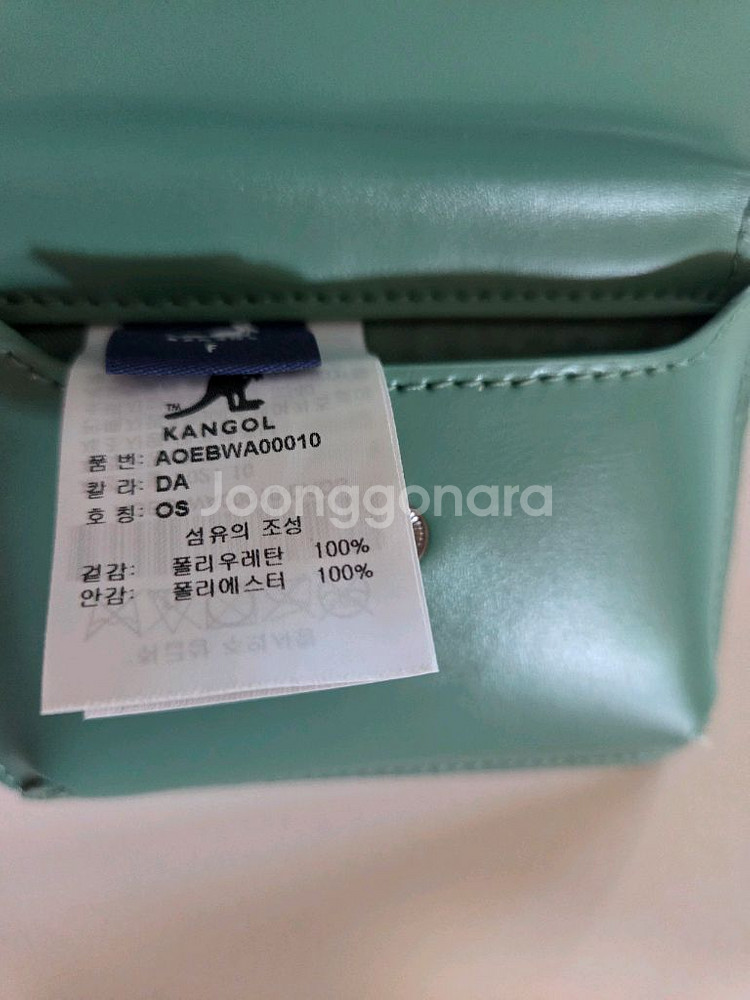 TM
KANGOL
품 번: AOEBWA00010
칼 라: DA
호 칭: OS
섬유의 조성
겉감: 폴리우레탄 100%
안감: 폴리에스터 100%
Joonggonara